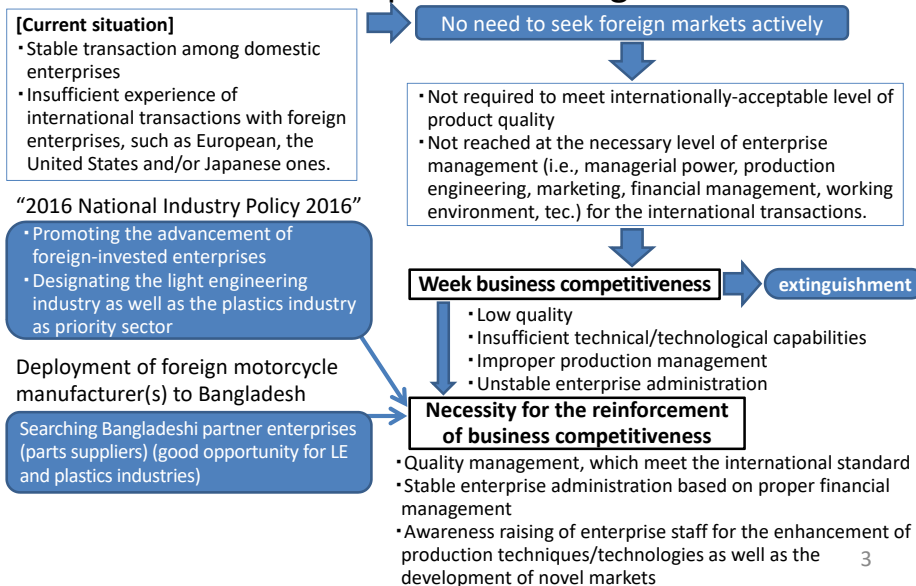 [Current situation]
・Stable transaction among domestic
enterprises
・Insufficient experience of
international transactions with foreign
enterprises, such as European, the
United States and/or Japanese ones.
No need to seek foreign markets actively
・Not required to meet internationally-acceptable level of
product quality
・Not reached at the necessary level of enterprise
management (i.e., managerial power, production
engineering, marketing, financial management, working
environment, tec.) for the international transactions.
“2016 National Industry Policy 2016”
・Promoting the advancement of
foreign-invested enterprises
・Designating the light engineering
industry as well as the plastics industry
as priority sector
Week business competitiveness
extinguishment
・Low quality
・Insufficient technical/technological capabilities
・Improper production management
・Unstable enterprise administration
Deployment of foreign motorcycle
manufacturer(s) to Bangladesh
Searching Bangladeshi partner enterprises
(parts suppliers) (good opportunity for LE
and plastics industries)
Necessity for the reinforcement
of business competitiveness
・Quality management, which meet the international standard
・Stable enterprise administration based on proper financial
management
・Awareness raising of enterprise staff for the enhancement of
production techniques/technologies as well as the
development of novel markets
3